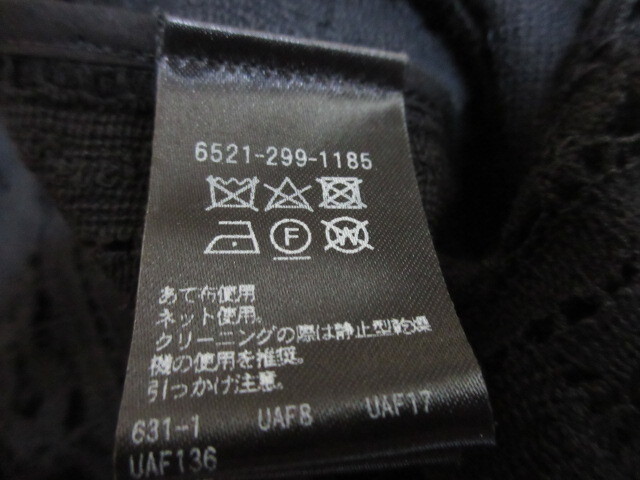 6521-299-1185
F W
あて布使用
ネット使用。
クリーニングの際は静止型乾燥
機の使用を推奨。
引っかけ注意。
631-1 UAF8 UAF17
UAF136